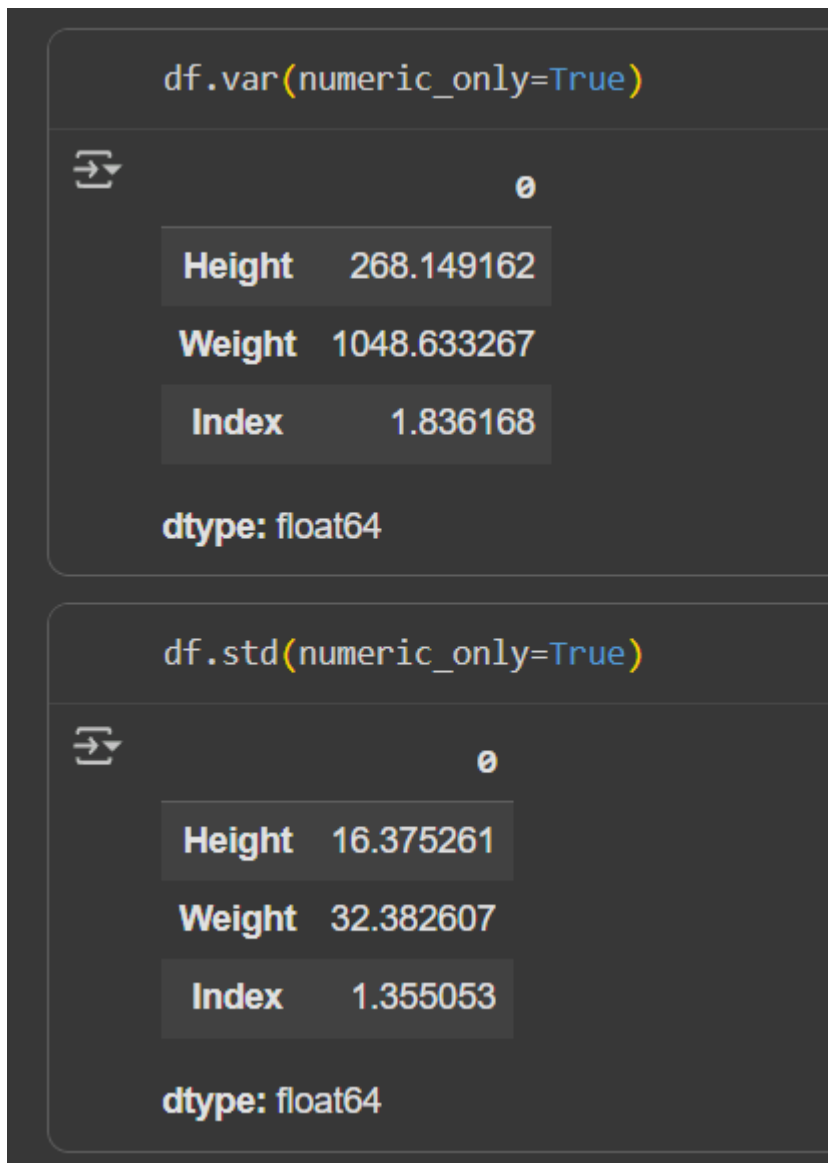 df.var(numeric_only=True)
0
Height 268.149162
Weight 1048.633267
Index 1.836168
dtype: float64
df.std(numeric_only=True)
0
Height 16.375261
Weight 32.382607
Index 1.355053
dtype: float64